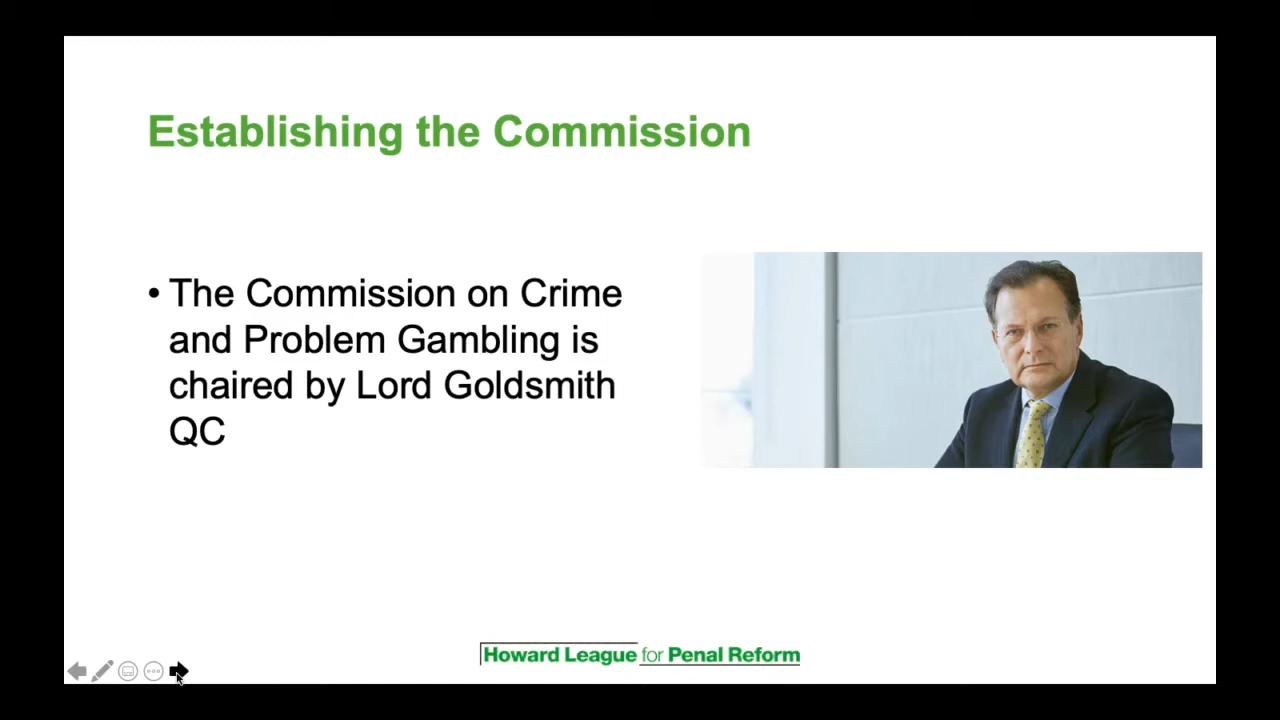 Establishing the Commission
• The Commission on Crime
and Problem Gambling is
chaired by Lord Goldsmith
QC
Howard League for Penal Reform